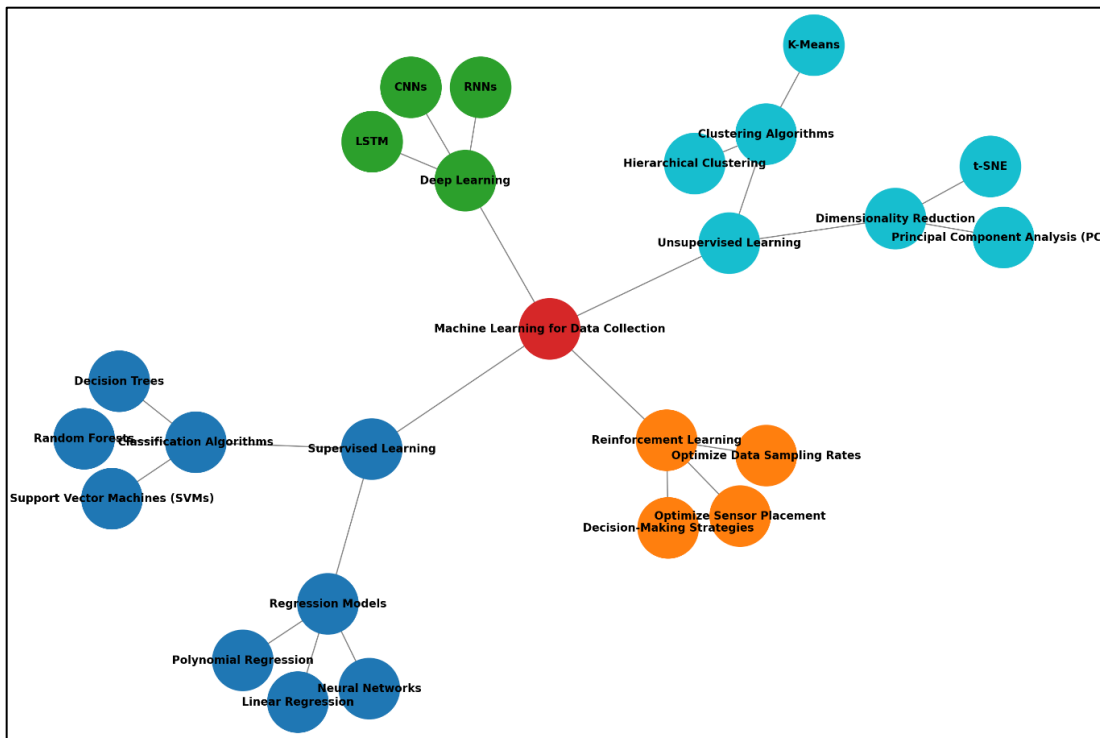 K-Means
CNNs
RNNs
Clustering Algorithms
LSTM
Hierarchical Clustering
t-SNE
Deep Learning
Dimensionality Reduction
Principal Component Analysis (PC
Unsupervised Learning
Machine Learning for Data Collection
Decision Trees
Random Forests
Classification Algorithms
Supervised Learning
Support Vector Machines (SVMs)
Reinforcement Learning
Optimize Data Sampling Rates
Optimize Sensor Placement
Decision-Making Strategies
Regression Models
Polynomial Regression
Neural Networks
Linear Regression